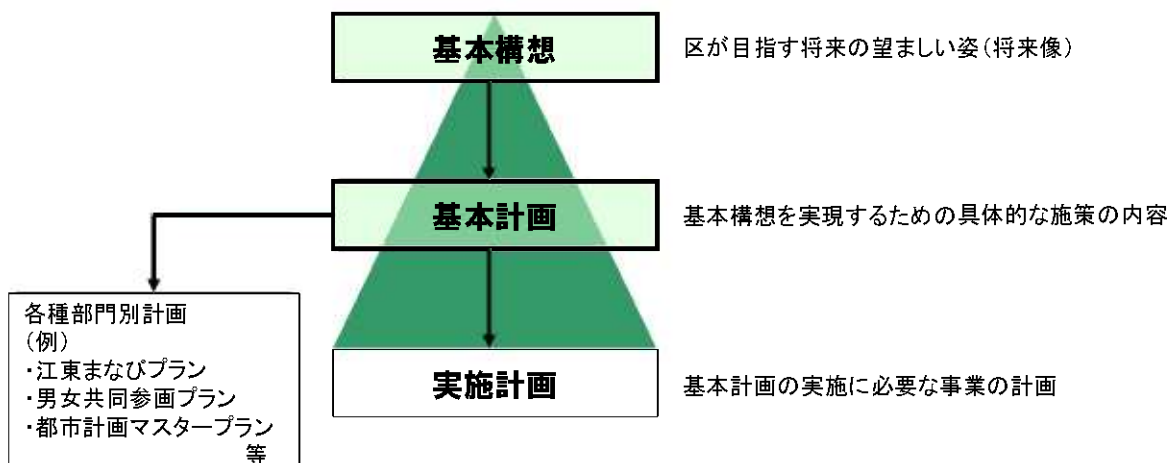 基本構想
区が目指す将来の望ましい姿(将来像)
基本計画
基本構想を実現するための具体的な施策の内容
各種部門別計画
(例)
・江東まなびプラン
・男女共同参画プラン
・都市計画マスタープラン
等
実施計画
基本計画の実施に必要な事業の計画